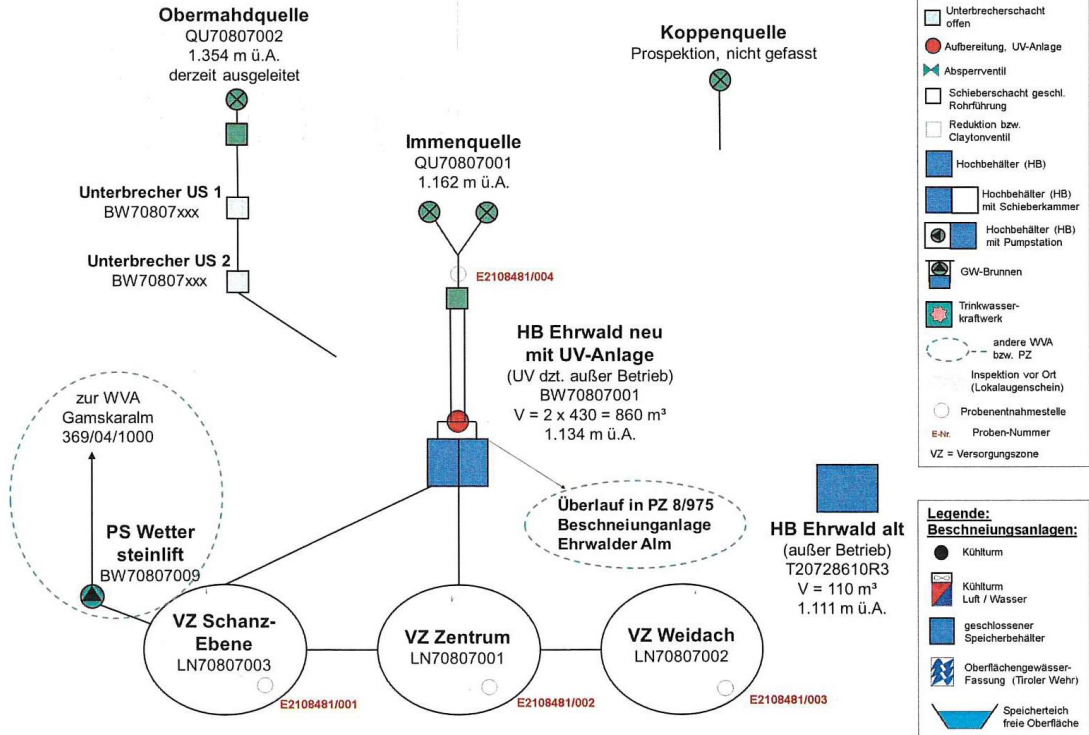 Obermahdquelle
QU70807002
1.354 m ü.A.
derzeit ausgeleitet
Koppenquelle
Prospektion, nicht gefasst
Immenquelle
QU70807001
1.162 m ü.A.
Unterbrecher US 1
BW70807xxx
Unterbrecher US 2
BW70807xxx
E2108481/004
HB Ehrwald neu
mit UV-Anlage
(UV dzt. außer Betrieb)
BW70807001
V = 2 x 430 = 860 m³
1.134 m ü.A.
zur WVA
Gamskaralm
369/04/1000
PS Wetter
steinlift
BW70807009
Überlauf in PZ 8/975
Beschneiunganlage
Ehrwalder Alm
HB Ehrwald alt
(außer Betrieb)
T20728610R3
V = 110 m³
1.111 m ü.A.
VZ Schanz-
Ebene
LN70807003
E2108481/001
VZ Zentrum
LN70807001
E2108481/002
VZ Weidach
LN70807002
E2108481/003
Unterbrecherschacht
offen
Aufbereitung, UV-Anlage
Absperrventil
Schieberschacht geschl.
Rohrführung
Reduktion bzw.
Claytonventil
Hochbehälter (HB)
Hochbehälter (HB)
mit Schieberkammer
Hochbehälter (HB)
mit Pumpstation
GW-Brunnen
Trinkwasser-
kraftwerk
andere WVA
bzw. PZ
Inspektion vor Ort
(Lokalaugenschein)
Probenentnahmestelle
E-Nr. Proben-Nummer
VZ = Versorgungszone
Legende:
Beschneiungsanlagen:
Kühlturm
Kühlturm
Luft / Wasser
geschlossener
Speicherbehälter
Oberflächengewässer-
Fassung (Tiroler Wehr)
Speicherteich
freie Oberfläche